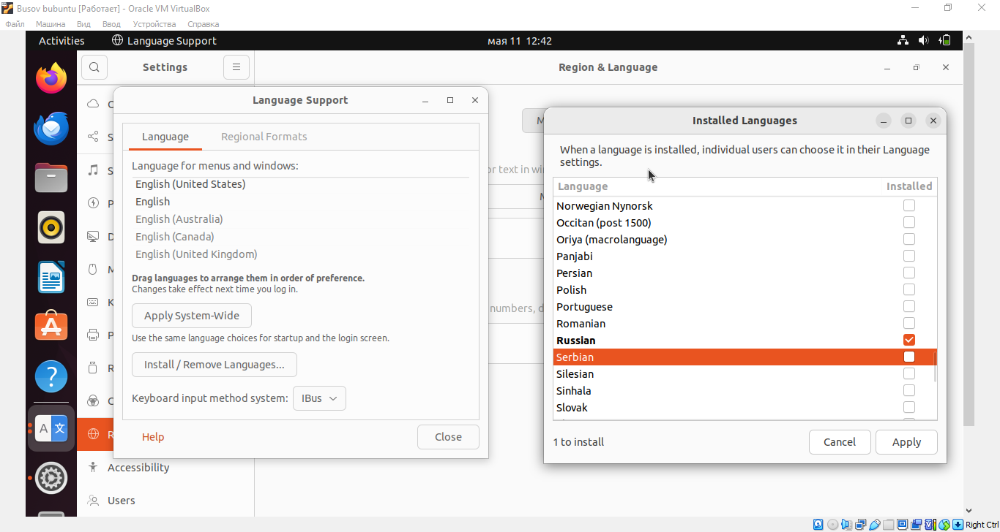 Busov bubuntu [Работает] - Oracle VM VirtualBox
Файл Машина Вид Ввод Устройства Справка
Activities Language Support мая 11 12:42
Settings Region & Language
Language Support
Language Regional Formats
Language for menus and windows:
English (United States)
English
English (Australia)
English (Canada)
English (United Kingdom)
Drag languages to arrange them in order of preference.
Changes take effect next time you log in.
Apply System-Wide
Use the same language choices for startup and the login screen.
Install / Remove Languages...
Keyboard input method system: IBus
Help Close
Accessibility
Users
or text in wi
numbers, d
Installed Languages
When a language is installed, individual users can choose it in their Language
settings.
Language Installed
Norwegian Nynorsk
Occitan (post 1500)
Oriya (macrolanguage)
Panjabi
Persian
Polish
Portuguese
Romanian
Russian
Serbian
Silesian
Sinhala
Slovak
1 to install Cancel Apply
Right Ctrl